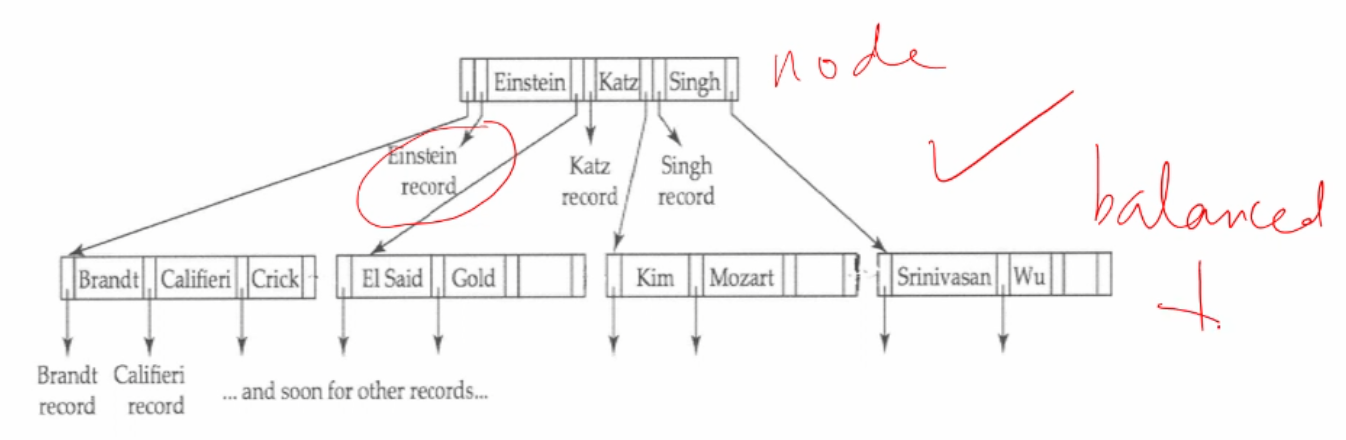 Einstein Katz Singh
node
Einstein
record
Katz
record
Singh
record
balanced
Brandt Califieri Crick
El Said Gold
Kim Mozart
Srinivasan Wu
Brandt
record
Califieri
record
... and soon for other records...